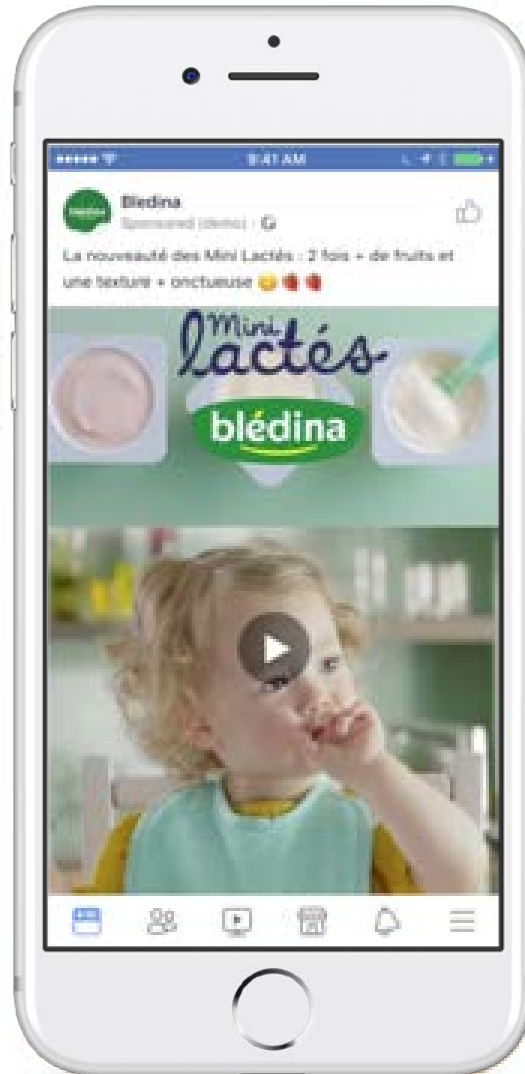 9:41 AM
Bledina
Sponsored (demo) ·
La nouveauté des Mini Lactés : 2 fois + de fruits et
une texture + onctueuse 😋 🍓 🍓
Mini
lactés
blédina